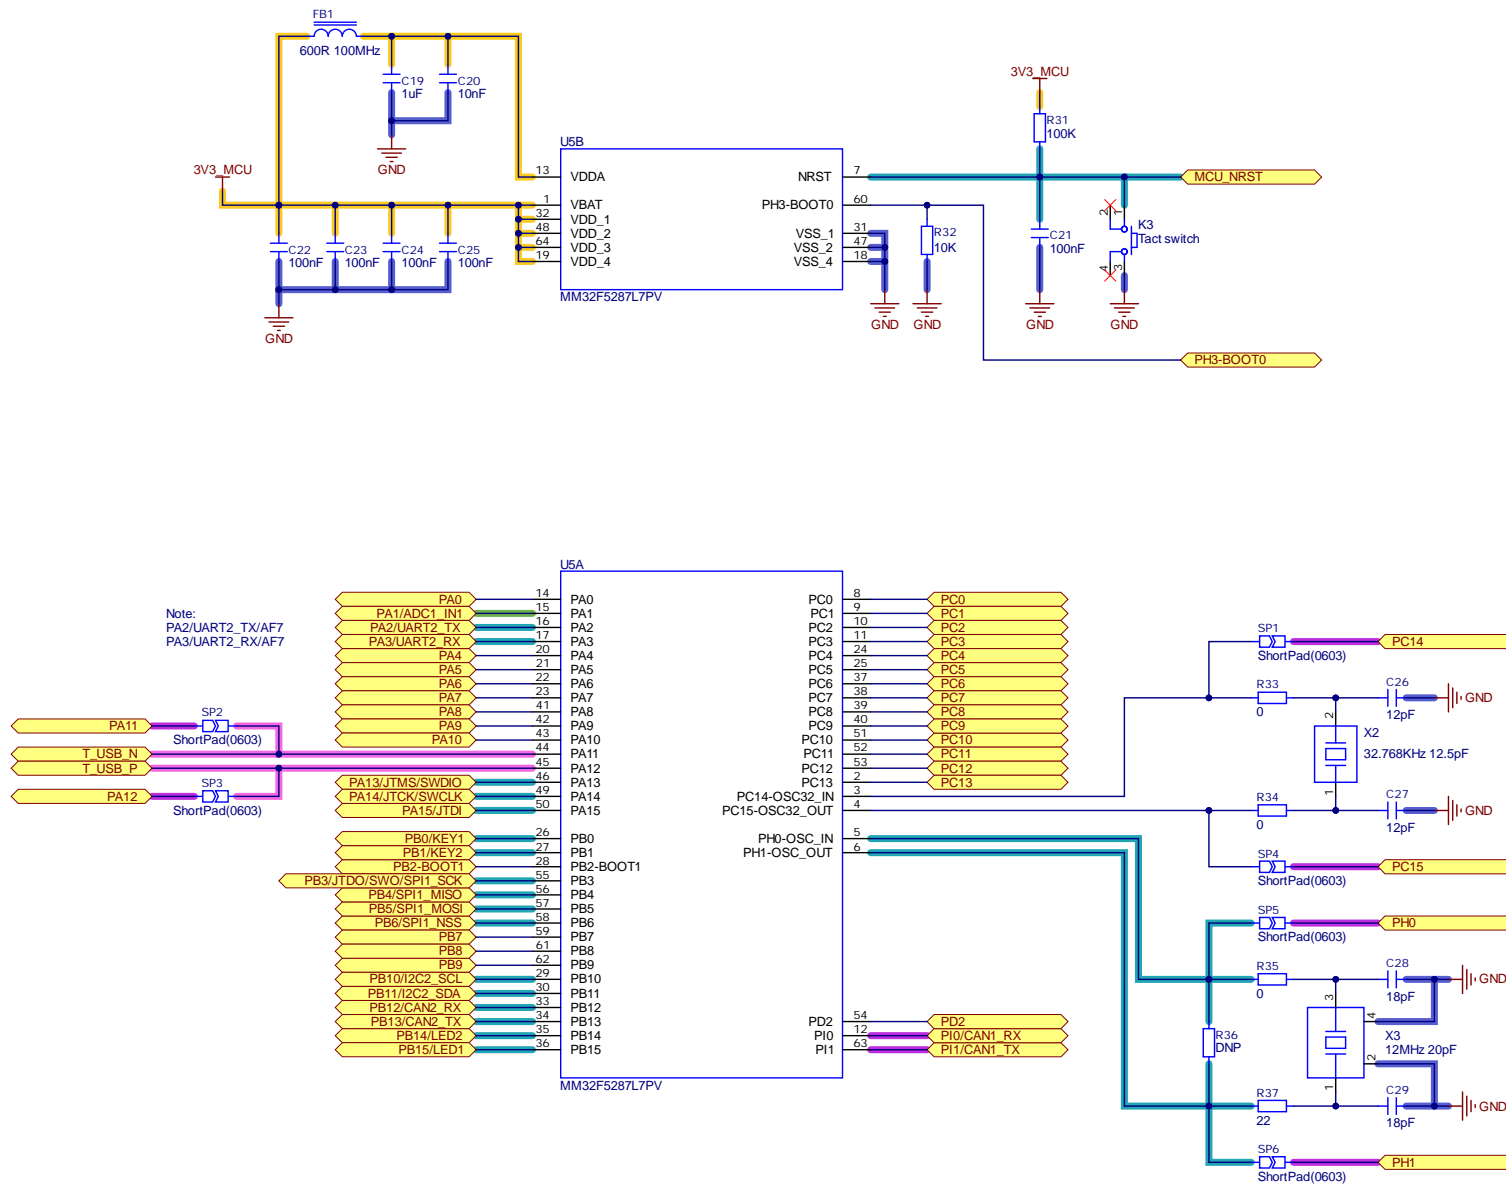 FB1
600R 100MHz
C19
1uF
C20
10nF
GND
3V3_MCU
C22
100nF
C23
100nF
C24
100nF
C25
100nF
GND
U5B
13 VDDA
1 VBAT
32 VDD_1
48 VDD_2
64 VDD_3
19 VDD_4
NRST 7
PH3-BOOT0 60
VSS_1 31
VSS_2 47
VSS_4 18
MM32F5287L7PV
3V3_MCU
R31
100K
MCU_NRST
R32
10K
C21
100nF
2
1
K3
Tact switch
4
3
GND
GND
GND
GND
PH3-BOOT0
Note:
PA2/UART2_TX/AF7
PA3/UART2_RX/AF7
U5A
PA0 14 PA0
PA1/ADC1_IN1 15 PA1
PA2/UART2_TX 16 PA2
PA3/UART2_RX 17 PA3
PA4 20 PA4
PA5 21 PA5
PA6 22 PA6
PA7 23 PA7
PA8 41 PA8
PA9 42 PA9
PA10 43 PA10
44 PA11
45 PA12
PA13/JTMS/SWDIO 46 PA13
PA14/JTCK/SWCLK 49 PA14
PA15/JTDI 50 PA15
PA11
SP2
ShortPad(0603)
T_USB_N
T_USB_P
PA12
SP3
ShortPad(0603)
PB0/KEY1 26 PB0
PB1/KEY2 27 PB1
PB2-BOOT1 28 PB2-BOOT1
PB3/JTDO/SWO/SPI1_SCK 55 PB3
PB4/SPI1_MISO 56 PB4
PB5/SPI1_MOSI 57 PB5
PB6/SPI1_NSS 58 PB6
PB7 59 PB7
PB8 61 PB8
PB9 62 PB9
PB10/I2C2_SCL 29 PB10
PB11/I2C2_SDA 30 PB11
PB12/CAN2_RX 33 PB12
PB13/CAN2_TX 34 PB13
PB14/LED2 35 PB14
PB15/LED1 36 PB15
MM32F5287L7PV
PC0 8 PC0
PC1 9 PC1
PC2 10 PC2
PC3 11 PC3
PC4 24 PC4
PC5 25 PC5
PC6 37 PC6
PC7 38 PC7
PC8 39 PC8
PC9 40 PC9
PC10 51 PC10
PC11 52 PC11
PC12 53 PC12
PC13 2 PC13
PC14-OSC32_IN 3
PC15-OSC32_OUT 4
PH0-OSC_IN 5
PH1-OSC_OUT 6
PD2 54 PD2
PI0 12 PI0/CAN1_RX
PI1 63 PI1/CAN1_TX
SP1
ShortPad(0603)
PC14
R33
0
C26
12pF
GND
2
X2
32.768KHz 12.5pF
1
R34
0
C27
12pF
GND
SP4
ShortPad(0603)
PC15
SP5
ShortPad(0603)
PH0
R35
0
C28
18pF
GND
3
4
R36
DNP
X3
12MHz 20pF
2
1
R37
22
C29
18pF
GND
SP6
ShortPad(0603)
PH1